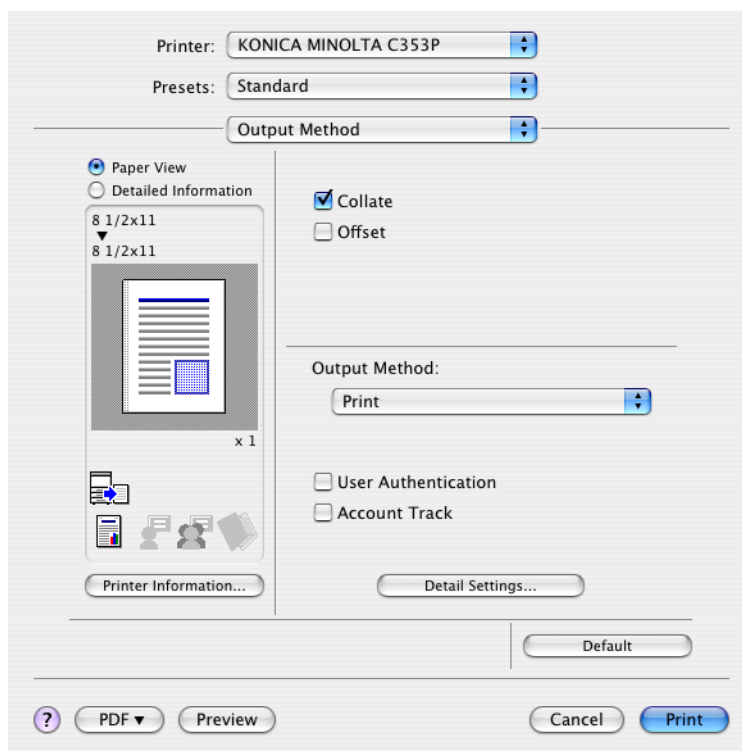 Printer: KONICA MINOLTA C353P
Presets: Standard
Output Method
Paper View
Detailed Information
8 1/2x11
▼
8 1/2x11
x 1
Printer Information...
Collate
Offset
Output Method:
Print
User Authentication
Account Track
Detail Settings...
Default
? PDF ▼ Preview Cancel Print